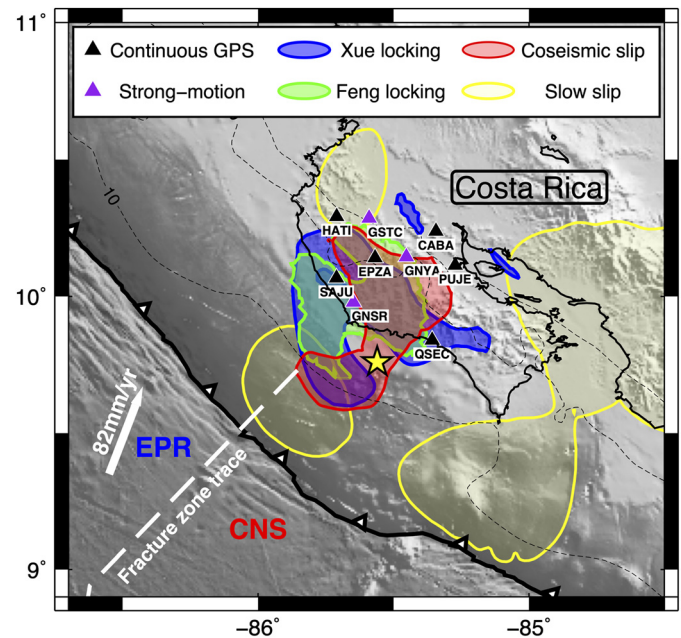 11°
Continuous GPS
Xue locking
Coseismic slip
Strong−motion
Feng locking
Slow slip
10
Costa Rica
HATI
GSTC
CABA
EPZA
GNYA
PUJE
10°
SAJU
GNSR
QSEC
82mm/yr
EPR
Fracture zone trace
CNS
9°
−86°
−85°